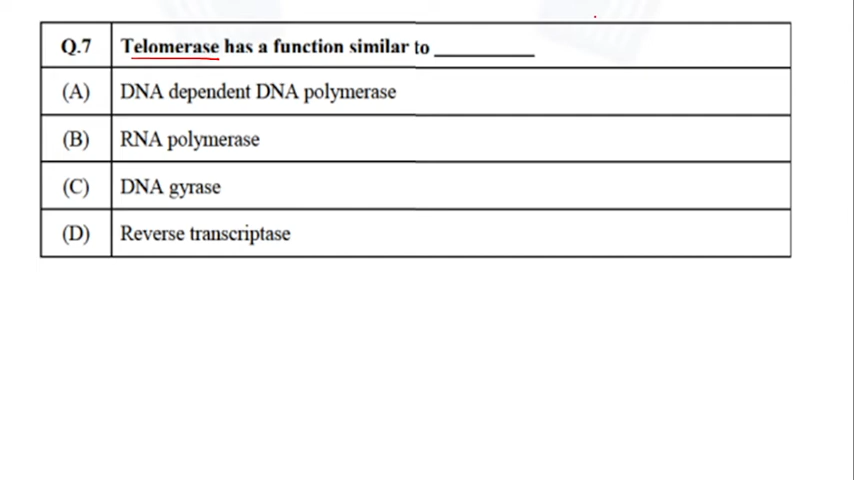 Q.7 Telomerase has a function similar to __________
(A) DNA dependent DNA polymerase
(B) RNA polymerase
(C) DNA gyrase
(D) Reverse transcriptase